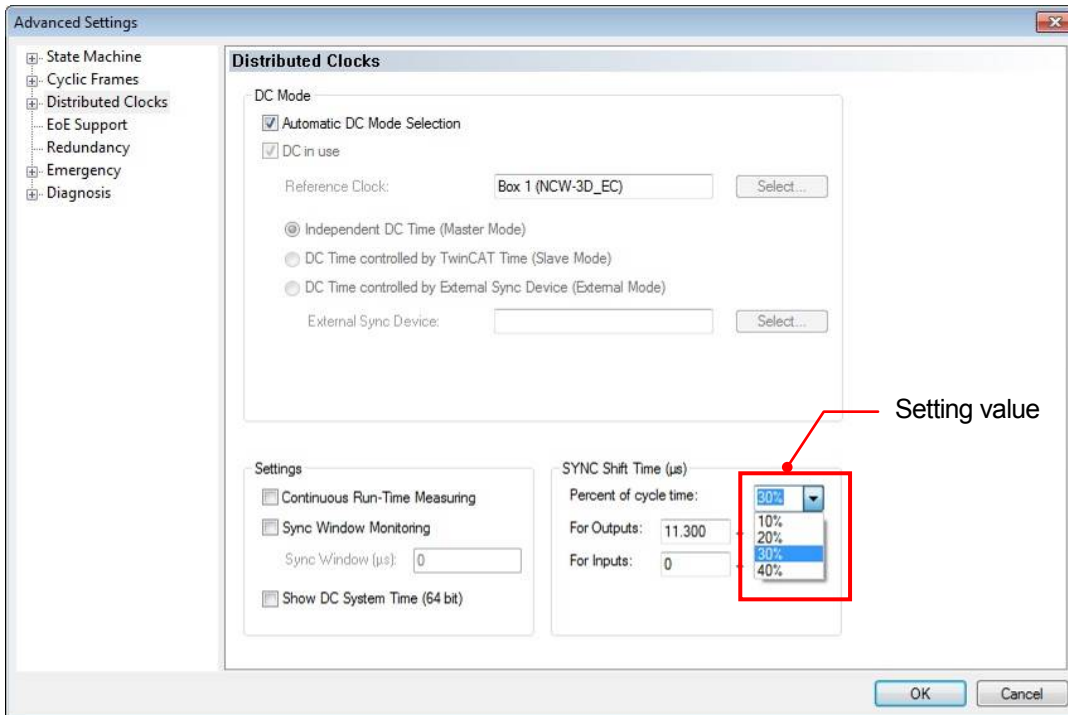 Advanced Settings
State Machine
Cyclic Frames
Distributed Clocks
EoE Support
Redundancy
Emergency
Diagnosis
Distributed Clocks
DC Mode
Automatic DC Mode Selection
DC in use
Reference Clock: Box 1 (NCW-3D_EC) Select...
Independent DC Time (Master Mode)
DC Time controlled by TwinCAT Time (Slave Mode)
DC Time controlled by External Sync Device (External Mode)
External Sync Device: Select...
Setting value
Settings
Continuous Run-Time Measuring
Sync Window Monitoring
Sync Window (µs): 0
Show DC System Time (64 bit)
SYNC Shift Time (µs)
Percent of cycle time: 30%
For Outputs: 11.300
For Inputs: 0
10%
20%
30%
40%
OK Cancel